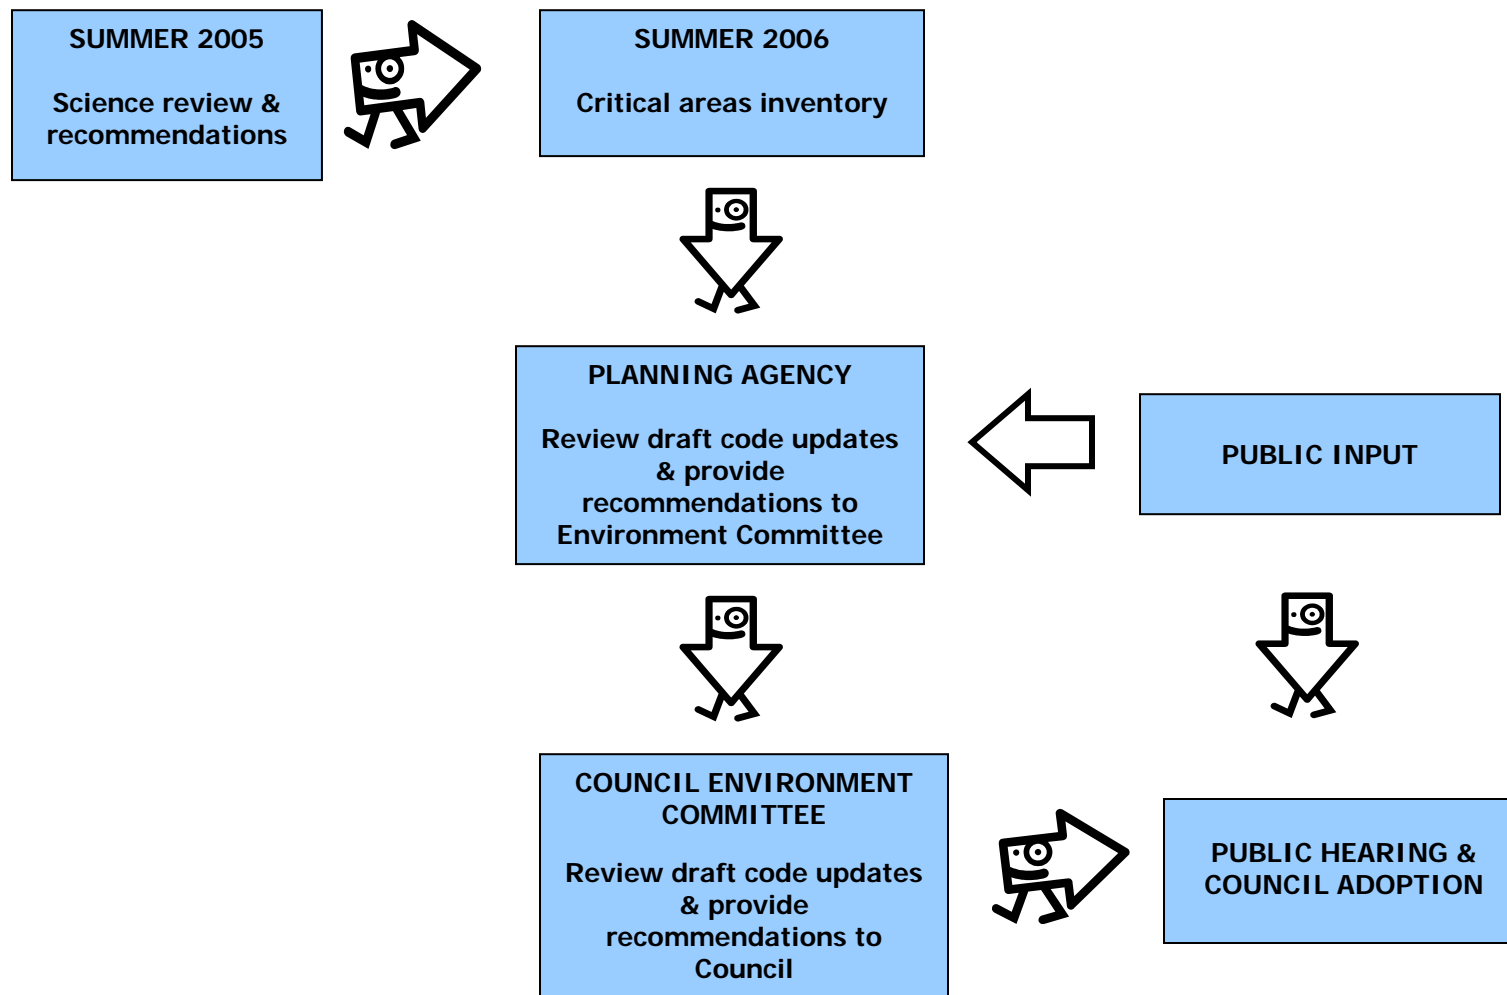 SUMMER 2005
Science review &
recommendations
SUMMER 2006
Critical areas inventory
PLANNING AGENCY
Review draft code updates
& provide
recommendations to
Environment Committee
PUBLIC INPUT
COUNCIL ENVIRONMENT
COMMITTEE
Review draft code updates
& provide
recommendations to
Council
PUBLIC HEARING &
COUNCIL ADOPTION